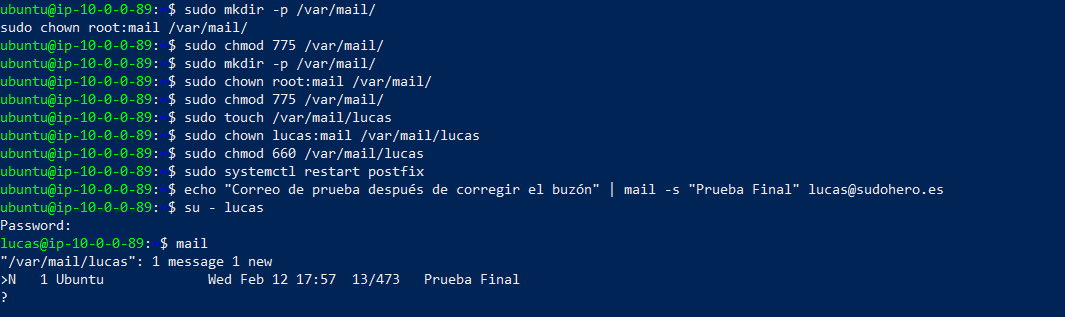 ubuntu@ip-10-0-0-89:~$ sudo mkdir -p /var/mail/
sudo chown root:mail /var/mail/
ubuntu@ip-10-0-0-89:~$ sudo chmod 775 /var/mail/
ubuntu@ip-10-0-0-89:~$ sudo mkdir -p /var/mail/
ubuntu@ip-10-0-0-89:~$ sudo chown root:mail /var/mail/
ubuntu@ip-10-0-0-89:~$ sudo chmod 775 /var/mail/
ubuntu@ip-10-0-0-89:~$ sudo touch /var/mail/lucas
ubuntu@ip-10-0-0-89:~$ sudo chown lucas:mail /var/mail/lucas
ubuntu@ip-10-0-0-89:~$ sudo chmod 660 /var/mail/lucas
ubuntu@ip-10-0-0-89:~$ sudo systemctl restart postfix
ubuntu@ip-10-0-0-89:~$ echo "Correo de prueba después de corregir el buzón" | mail -s "Prueba Final" lucas@sudohero.es
ubuntu@ip-10-0-0-89:~$ su - lucas
Password:
lucas@ip-10-0-0-89:~$ mail
"/var/mail/lucas": 1 message 1 new
>N   1 Ubuntu             Wed Feb 12 17:57  13/473   Prueba Final
?